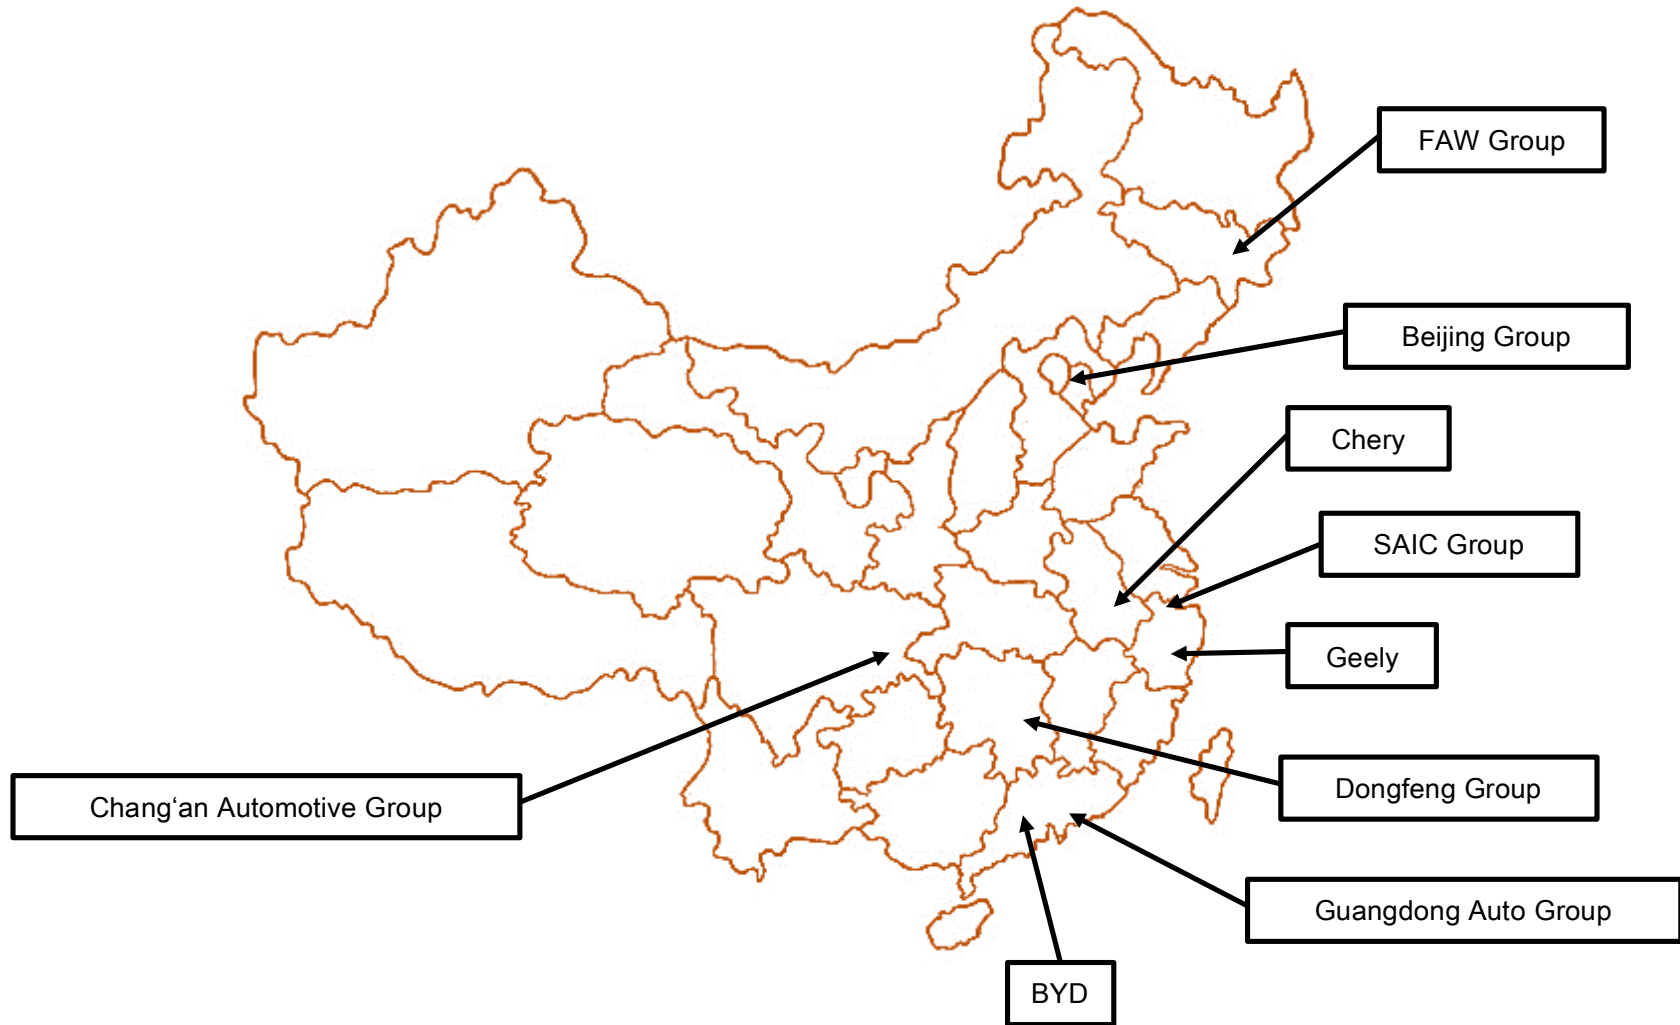 FAW Group
Beijing Group
Chery
SAIC Group
Geely
Dongfeng Group
Chang‘an Automotive Group
Guangdong Auto Group
BYD